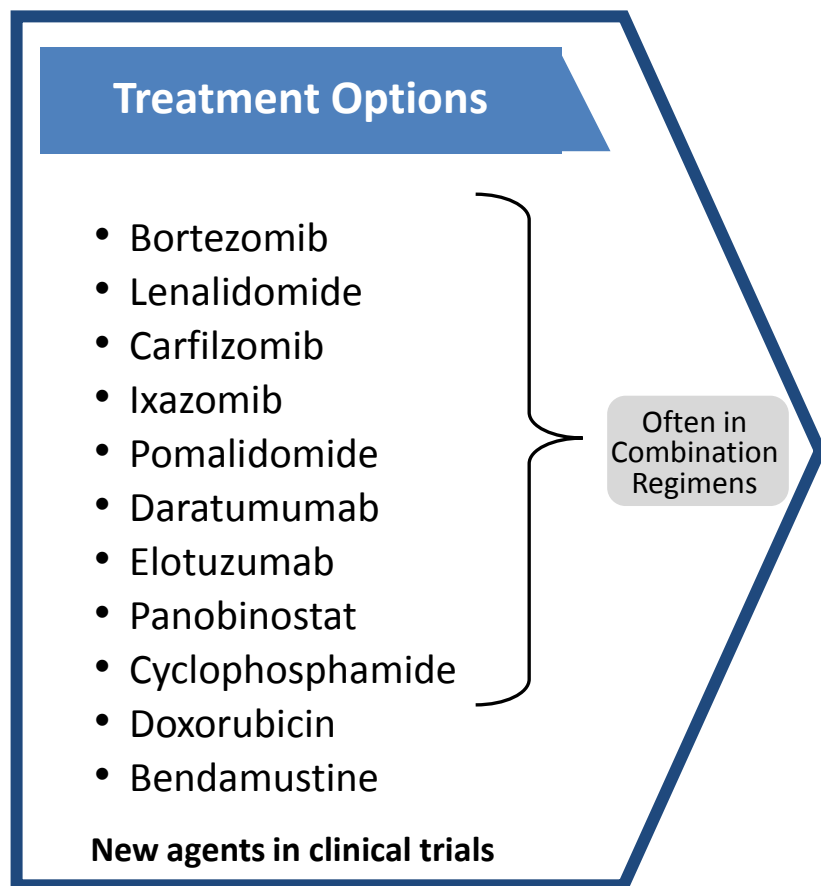 Treatment Options
• Bortezomib
• Lenalidomide
• Carfilzomib
• Ixazomib
• Pomalidomide
• Daratumumab
• Elotuzumab
• Panobinostat
• Cyclophosphamide
• Doxorubicin
• Bendamustine
New agents in clinical trials
Often in
Combination
Regimens